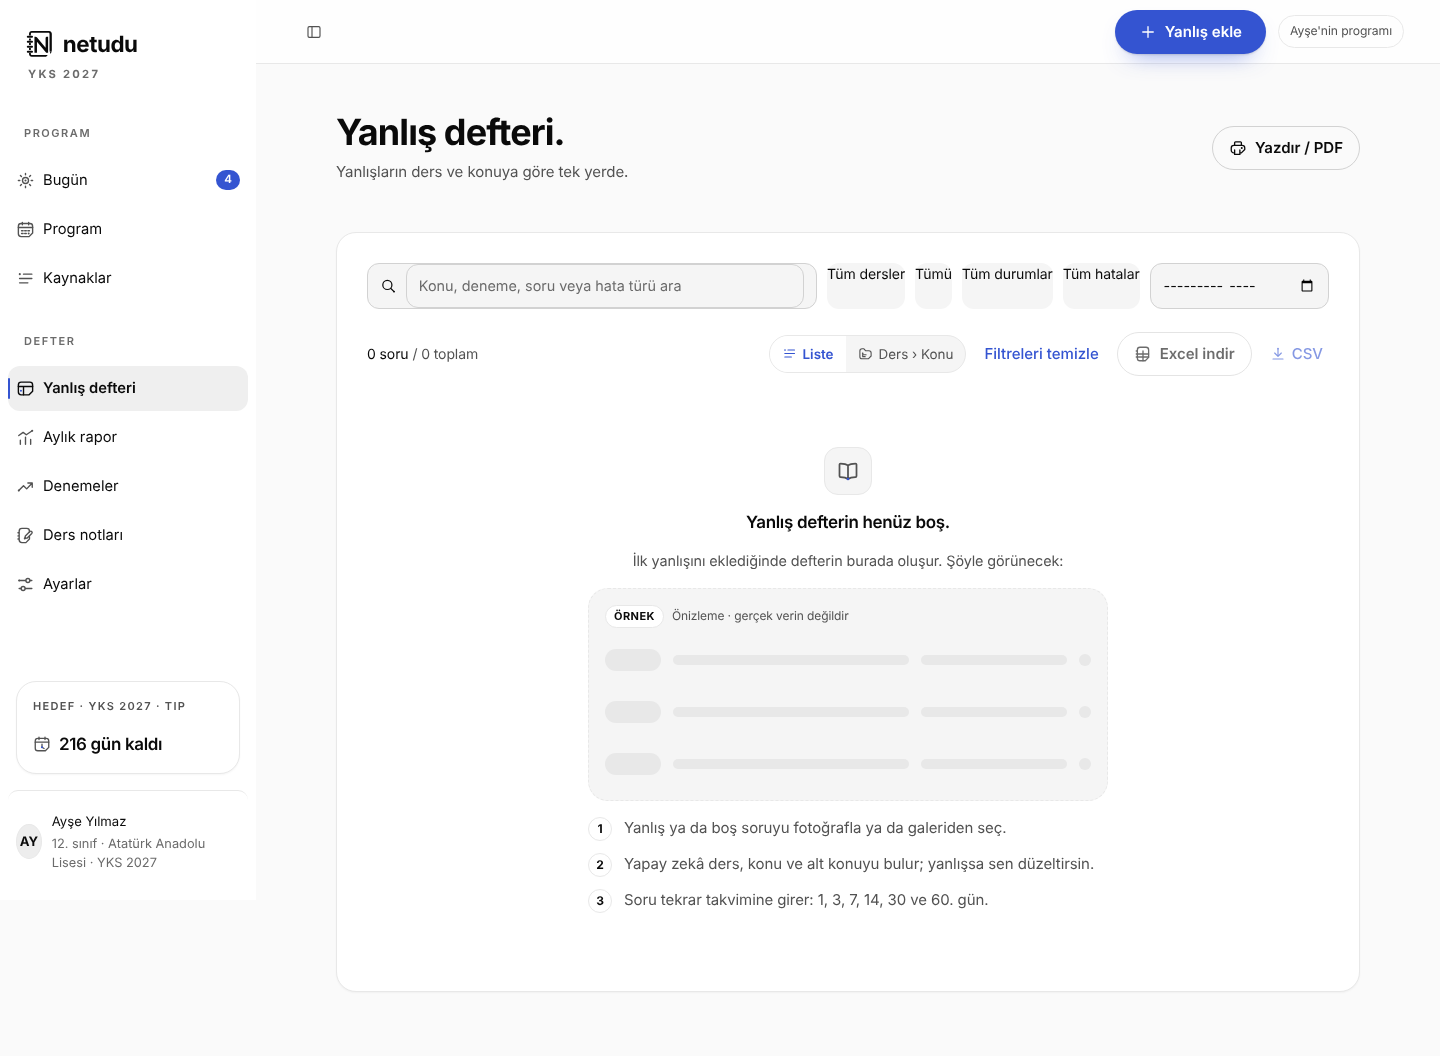 netudu
YKS 2027
PROGRAM
Bugün 4
Program
Kaynaklar
DEFTER
Yanlış defteri
Aylık rapor
Denemeler
Ders notları
Ayarlar
HEDEF · YKS 2027 · TIP
216 gün kaldı
AY
Ayşe Yılmaz
12. sınıf · Atatürk Anadolu
Lisesi · YKS 2027
Yanlış ekle
Ayşe'nin programı
Yanlış defteri.
Yanlışların ders ve konuya göre tek yerde.
Yazdır / PDF
Konu, deneme, soru veya hata türü ara
Tüm dersler
Tümü
Tüm durumlar
Tüm hatalar
--------- ----
0 soru / 0 toplam
Liste
Ders › Konu
Filtreleri temizle
Excel indir
CSV
Yanlış defterin henüz boş.
İlk yanlışını eklediğinde defterin burada oluşur. Şöyle görünecek:
ÖRNEK
Önizleme · gerçek verin değildir
1 Yanlış ya da boş soruyu fotoğrafla ya da galeriden seç.
2 Yapay zekâ ders, konu ve alt konuyu bulur; yanlışsa sen düzeltirsin.
3 Soru tekrar takvimine girer: 1, 3, 7, 14, 30 ve 60. gün.